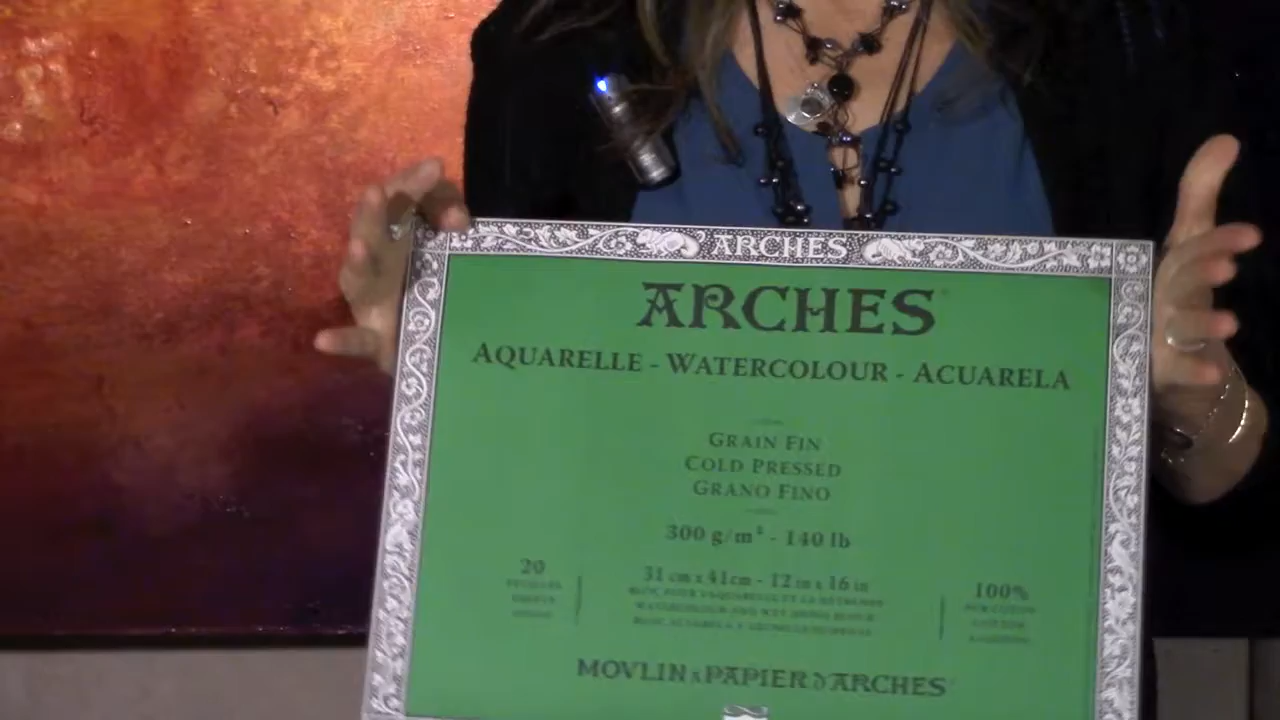 ARCHES
ARCHES
AQUARELLE - WATERCOLOUR - ACUARELA
GRAIN FIN
COLD PRESSED
GRANO FINO
300 g/m² - 140 lb
20
31 cm x 41cm - 12 in x 16 in
100%
MOVLIN À PAPIER D'ARCHES